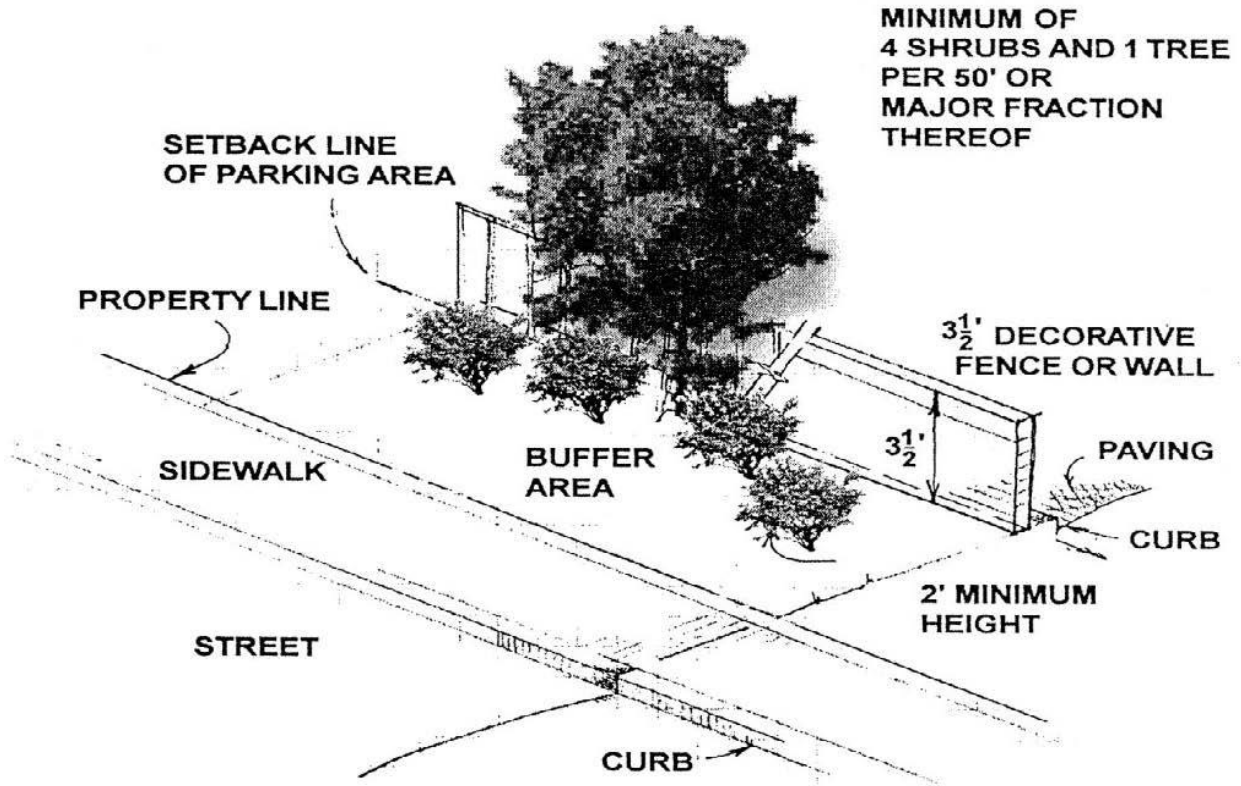 MINIMUM OF
4 SHRUBS AND 1 TREE
PER 50' OR
MAJOR FRACTION
THEREOF
SETBACK LINE
OF PARKING AREA
PROPERTY LINE
3½' DECORATIVE
FENCE OR WALL
3½'
PAVING
BUFFER
AREA
SIDEWALK
CURB
2' MINIMUM
HEIGHT
STREET
CURB